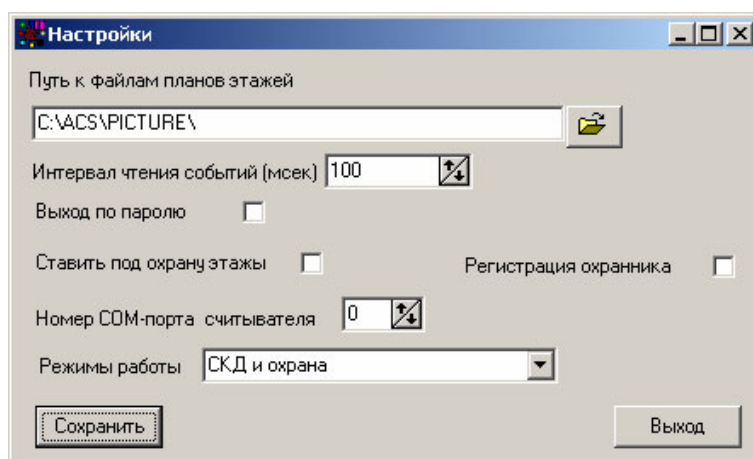 Настройки
Путь к файлам планов этажей
C:\ACS\PICTURE\
Интервал чтения событий (мсек) 100
Выход по паролю
Ставить под охрану этажы Регистрация охранника
Номер COM-порта считывателя 0
Режимы работы СКД и охрана
Сохранить Выход